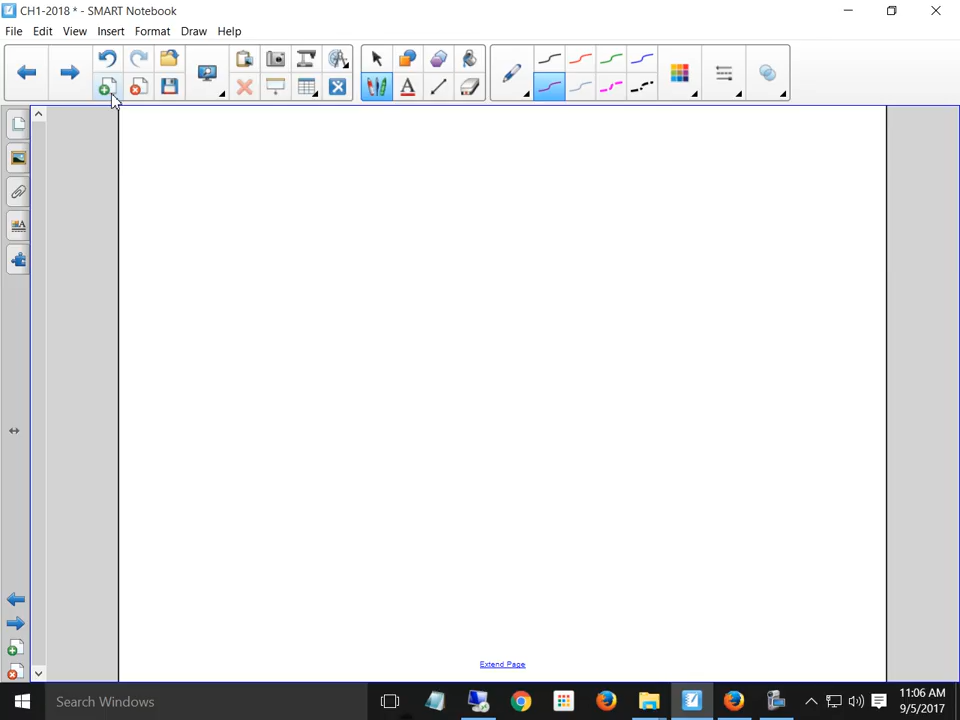 CH1-2018 * - SMART Notebook
File Edit View Insert Format Draw Help
Extend Page
Search Windows
11:06 AM
9/5/2017